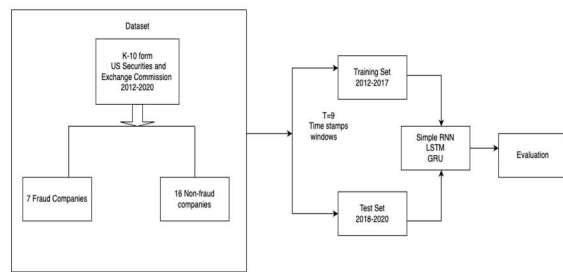 Dataset
K-10 form
US Securities and
Exchange Commission
2012-2020
7 Fraud Companies
16 Non-fraud
companies
T=9
Time stamps
windows
Training Set
2012-2017
Test Set
2018-2020
Simple RNN
LSTM
GRU
Evaluation